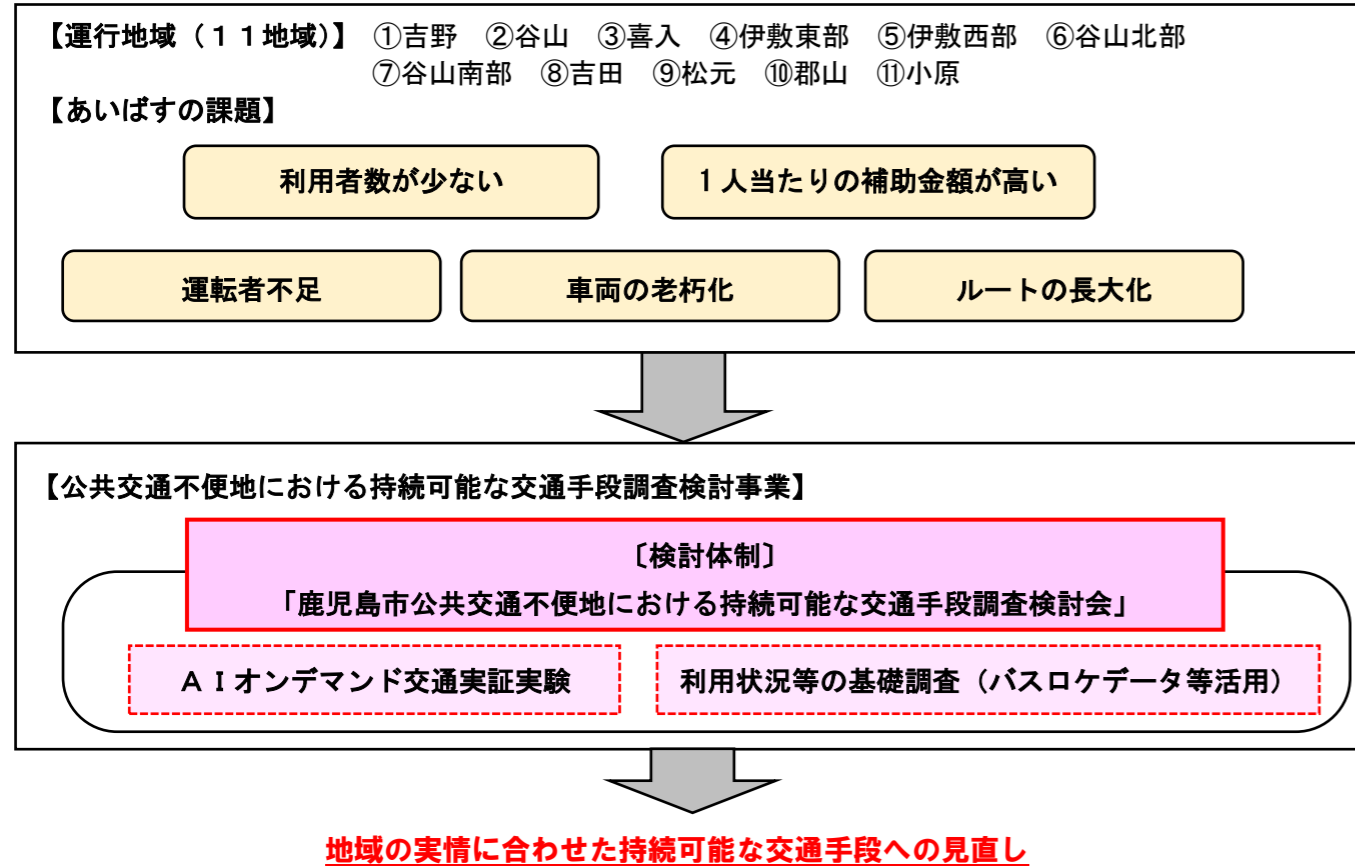 【運行地域（１１地域）】 ①吉野 ②谷山 ③喜入 ④伊敷東部 ⑤伊敷西部 ⑥谷山北部
⑦谷山南部 ⑧吉田 ⑨松元 ⑩郡山 ⑪小原
【あいばすの課題】
利用者数が少ない
１人当たりの補助金額が高い
運転者不足
車両の老朽化
ルートの長大化
【公共交通不便地における持続可能な交通手段調査検討事業】
〔検討体制〕
「鹿児島市公共交通不便地における持続可能な交通手段調査検討会」
ＡＩオンデマンド交通実証実験
利用状況等の基礎調査（バスロケデータ等活用）
地域の実情に合わせた持続可能な交通手段への見直し